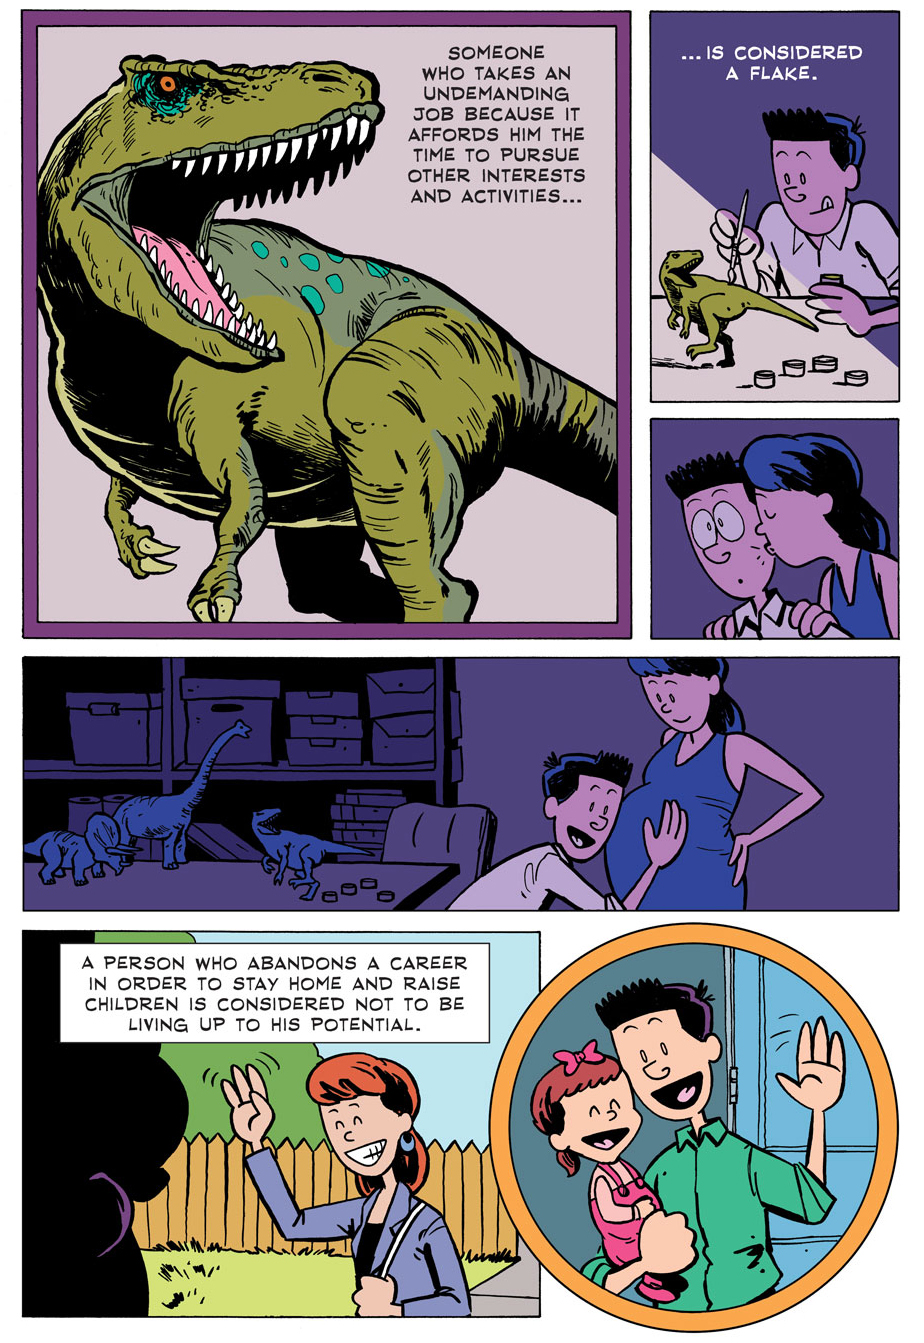 SOMEONE
WHO TAKES AN
UNDEMANDING
JOB BECAUSE IT
AFFORDS HIM THE
TIME TO PURSUE
OTHER INTERESTS
AND ACTIVITIES...
...IS CONSIDERED
A FLAKE.
A PERSON WHO ABANDONS A CAREER
IN ORDER TO STAY HOME AND RAISE
CHILDREN IS CONSIDERED NOT TO BE
LIVING UP TO HIS POTENTIAL.